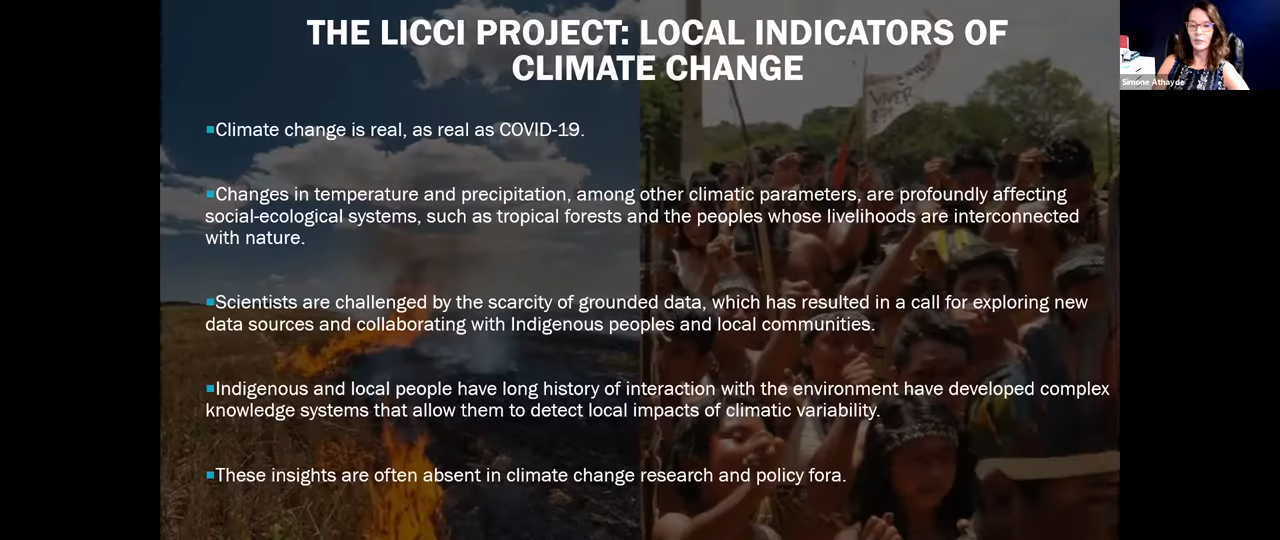 THE LICCI PROJECT: LOCAL INDICATORS OF
CLIMATE CHANGE
Simone Athayde
▪Climate change is real, as real as COVID-19.
VIVER
▪Changes in temperature and precipitation, among other climatic parameters, are profoundly affecting
social-ecological systems, such as tropical forests and the peoples whose livelihoods are interconnected
with nature.
▪Scientists are challenged by the scarcity of grounded data, which has resulted in a call for exploring new
data sources and collaborating with Indigenous peoples and local communities.
▪Indigenous and local people have long history of interaction with the environment have developed complex
knowledge systems that allow them to detect local impacts of climatic variability.
▪These insights are often absent in climate change research and policy fora.